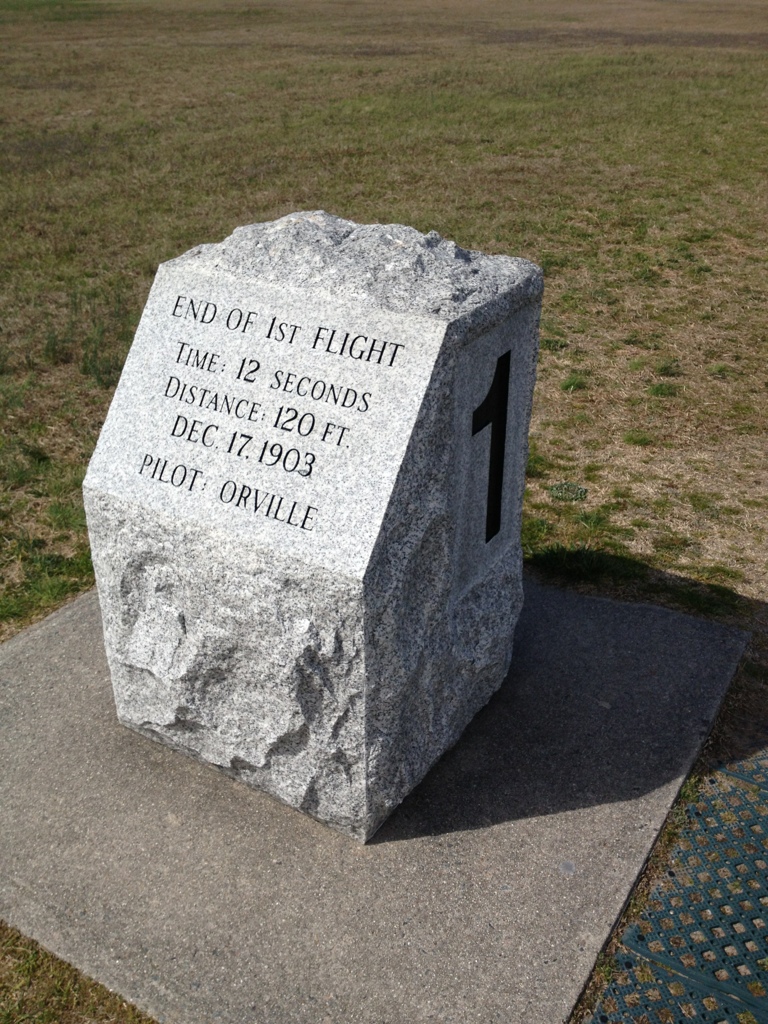 END OF 1ST FLIGHT
TIME: 12 SECONDS
DISTANCE: 120 FT.
DEC. 17, 1903
PILOT: ORVILLE
1